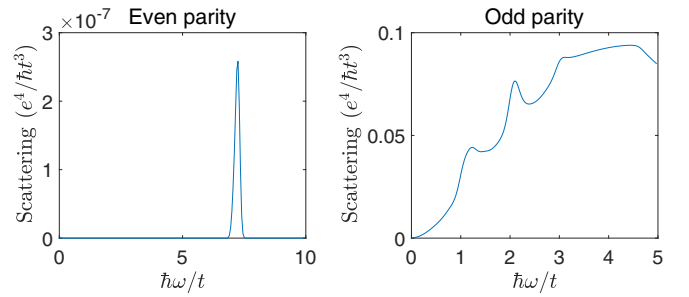 Even parity
×10⁻⁷
3
2
1
0
Scattering (e⁴/ħt³)
0 5 10
ħω/t
Odd parity
0.1
0.05
0
Scattering (e⁴/ħt³)
0 1 2 3 4 5
ħω/t